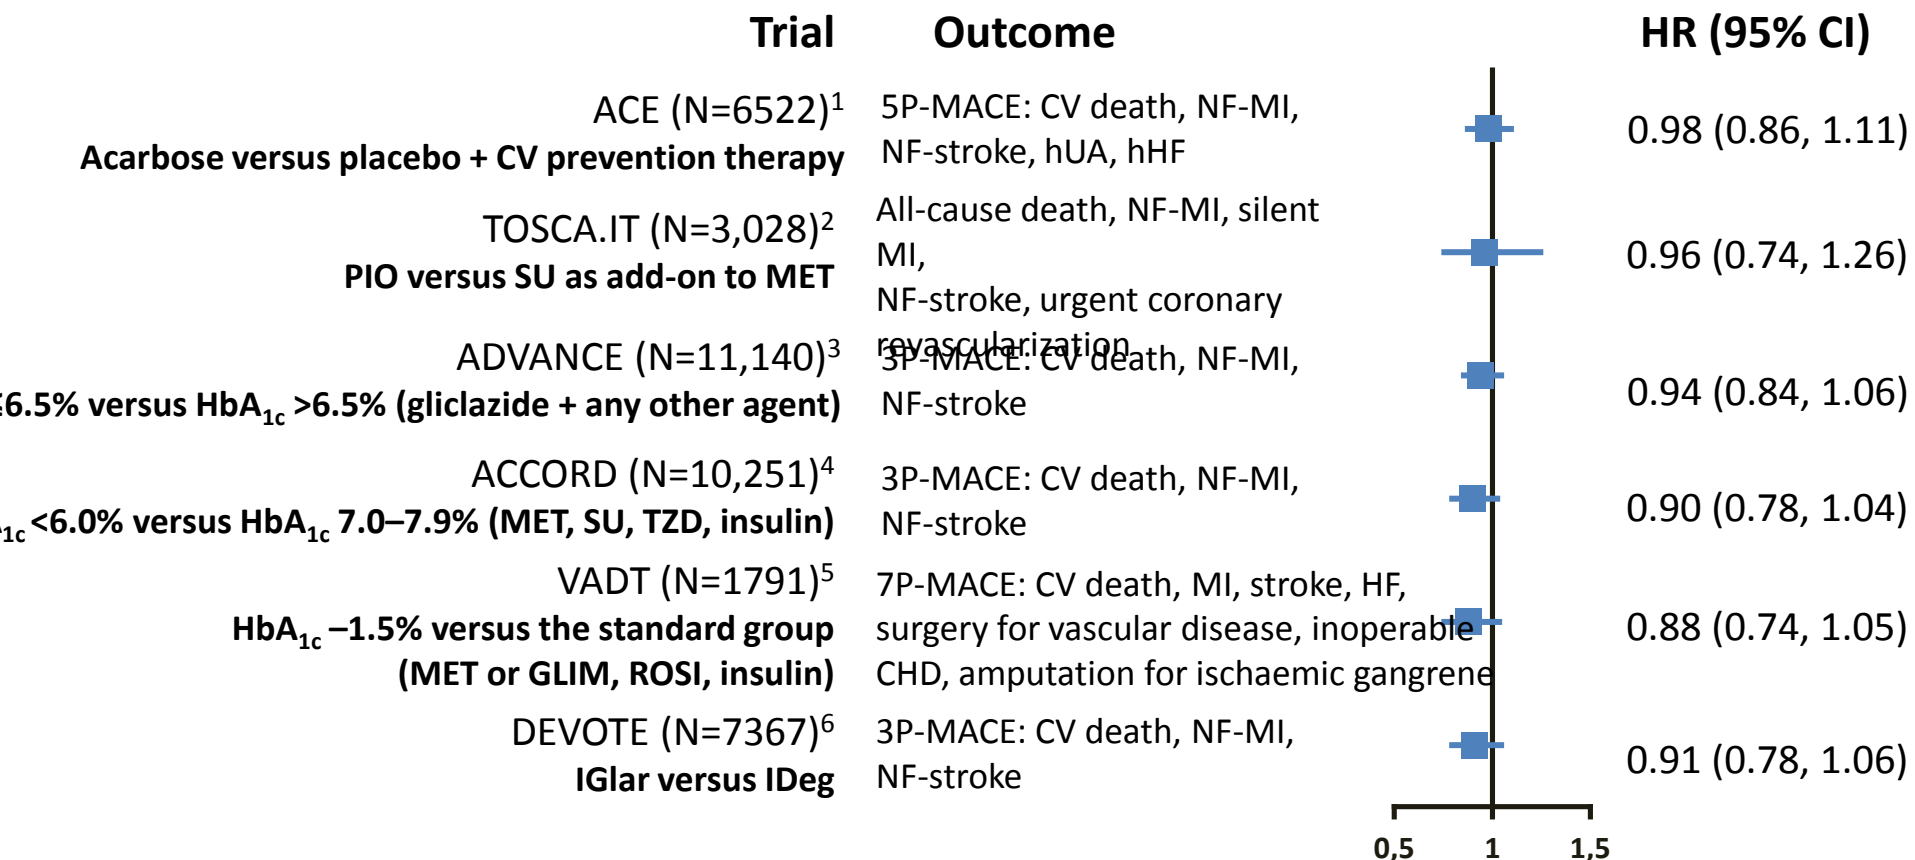 Trial Outcome HR (95% CI)
ACE (N=6522)¹
Acarbose versus placebo + CV prevention therapy
5P-MACE: CV death, NF-MI,
NF-stroke, hUA, hHF
0.98 (0.86, 1.11)
TOSCA.IT (N=3,028)²
PIO versus SU as add-on to MET
All-cause death, NF-MI, silent
MI,
NF-stroke, urgent coronary
revascularization
0.96 (0.74, 1.26)
ADVANCE (N=11,140)³
6.5% versus HbA1c >6.5% (gliclazide + any other agent)
3P-MACE: CV death, NF-MI,
NF-stroke
0.94 (0.84, 1.06)
ACCORD (N=10,251)⁴
1c <6.0% versus HbA1c 7.0–7.9% (MET, SU, TZD, insulin)
3P-MACE: CV death, NF-MI,
NF-stroke
0.90 (0.78, 1.04)
VADT (N=1791)⁵
HbA1c –1.5% versus the standard group
(MET or GLIM, ROSI, insulin)
7P-MACE: CV death, MI, stroke, HF,
surgery for vascular disease, inoperable
CHD, amputation for ischaemic gangrene
0.88 (0.74, 1.05)
DEVOTE (N=7367)⁶
IGlar versus IDeg
3P-MACE: CV death, NF-MI,
NF-stroke
0.91 (0.78, 1.06)
0,5 1 1,5